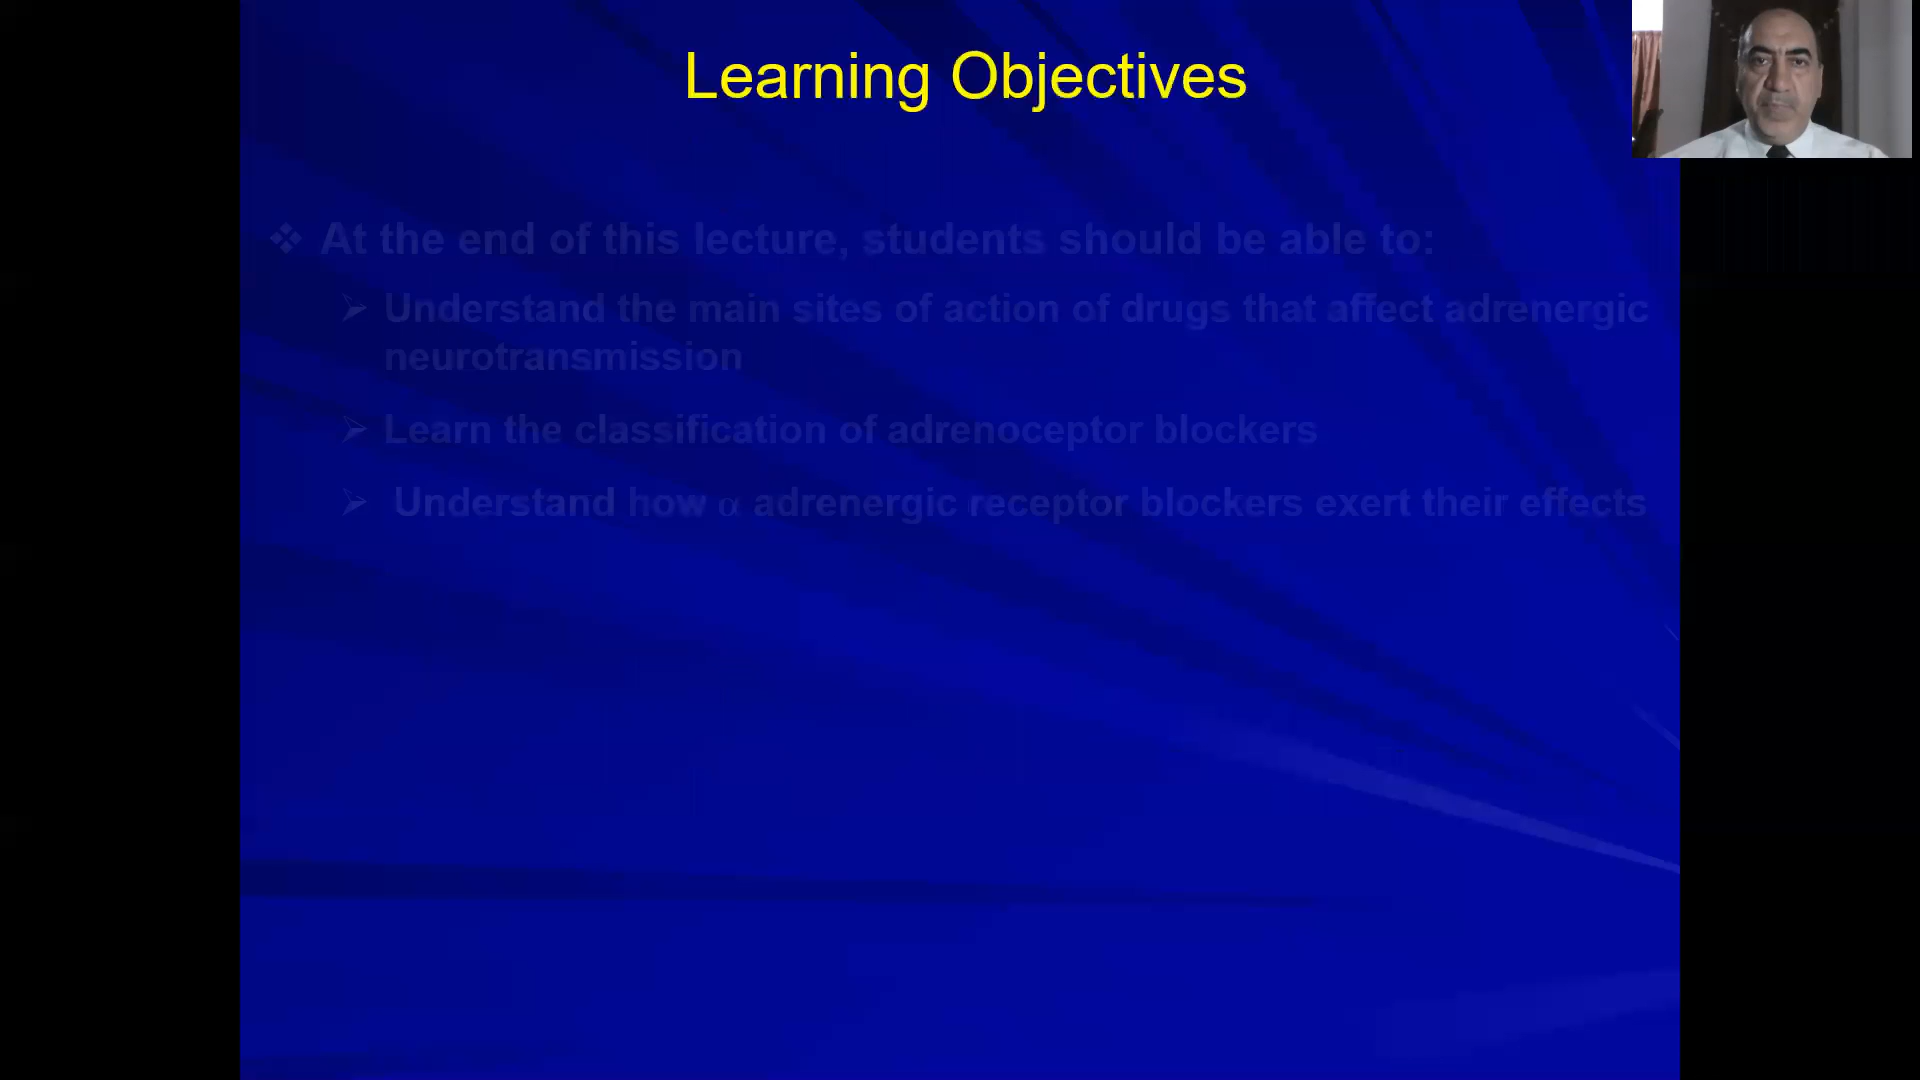 Learning Objectives
❖ At the end of this lecture, students should be able to:
➢ Understand the main sites of action of drugs that affect adrenergic
neurotransmission
➢ Learn the classification of adrenoceptor blockers
➢ Understand how α adrenergic receptor blockers exert their effects